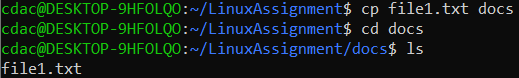 cdac@DESKTOP-9HFOLQO:~/LinuxAssignment$ cp file1.txt docs
cdac@DESKTOP-9HFOLQO:~/LinuxAssignment$ cd docs
cdac@DESKTOP-9HFOLQO:~/LinuxAssignment/docs$ ls
file1.txt